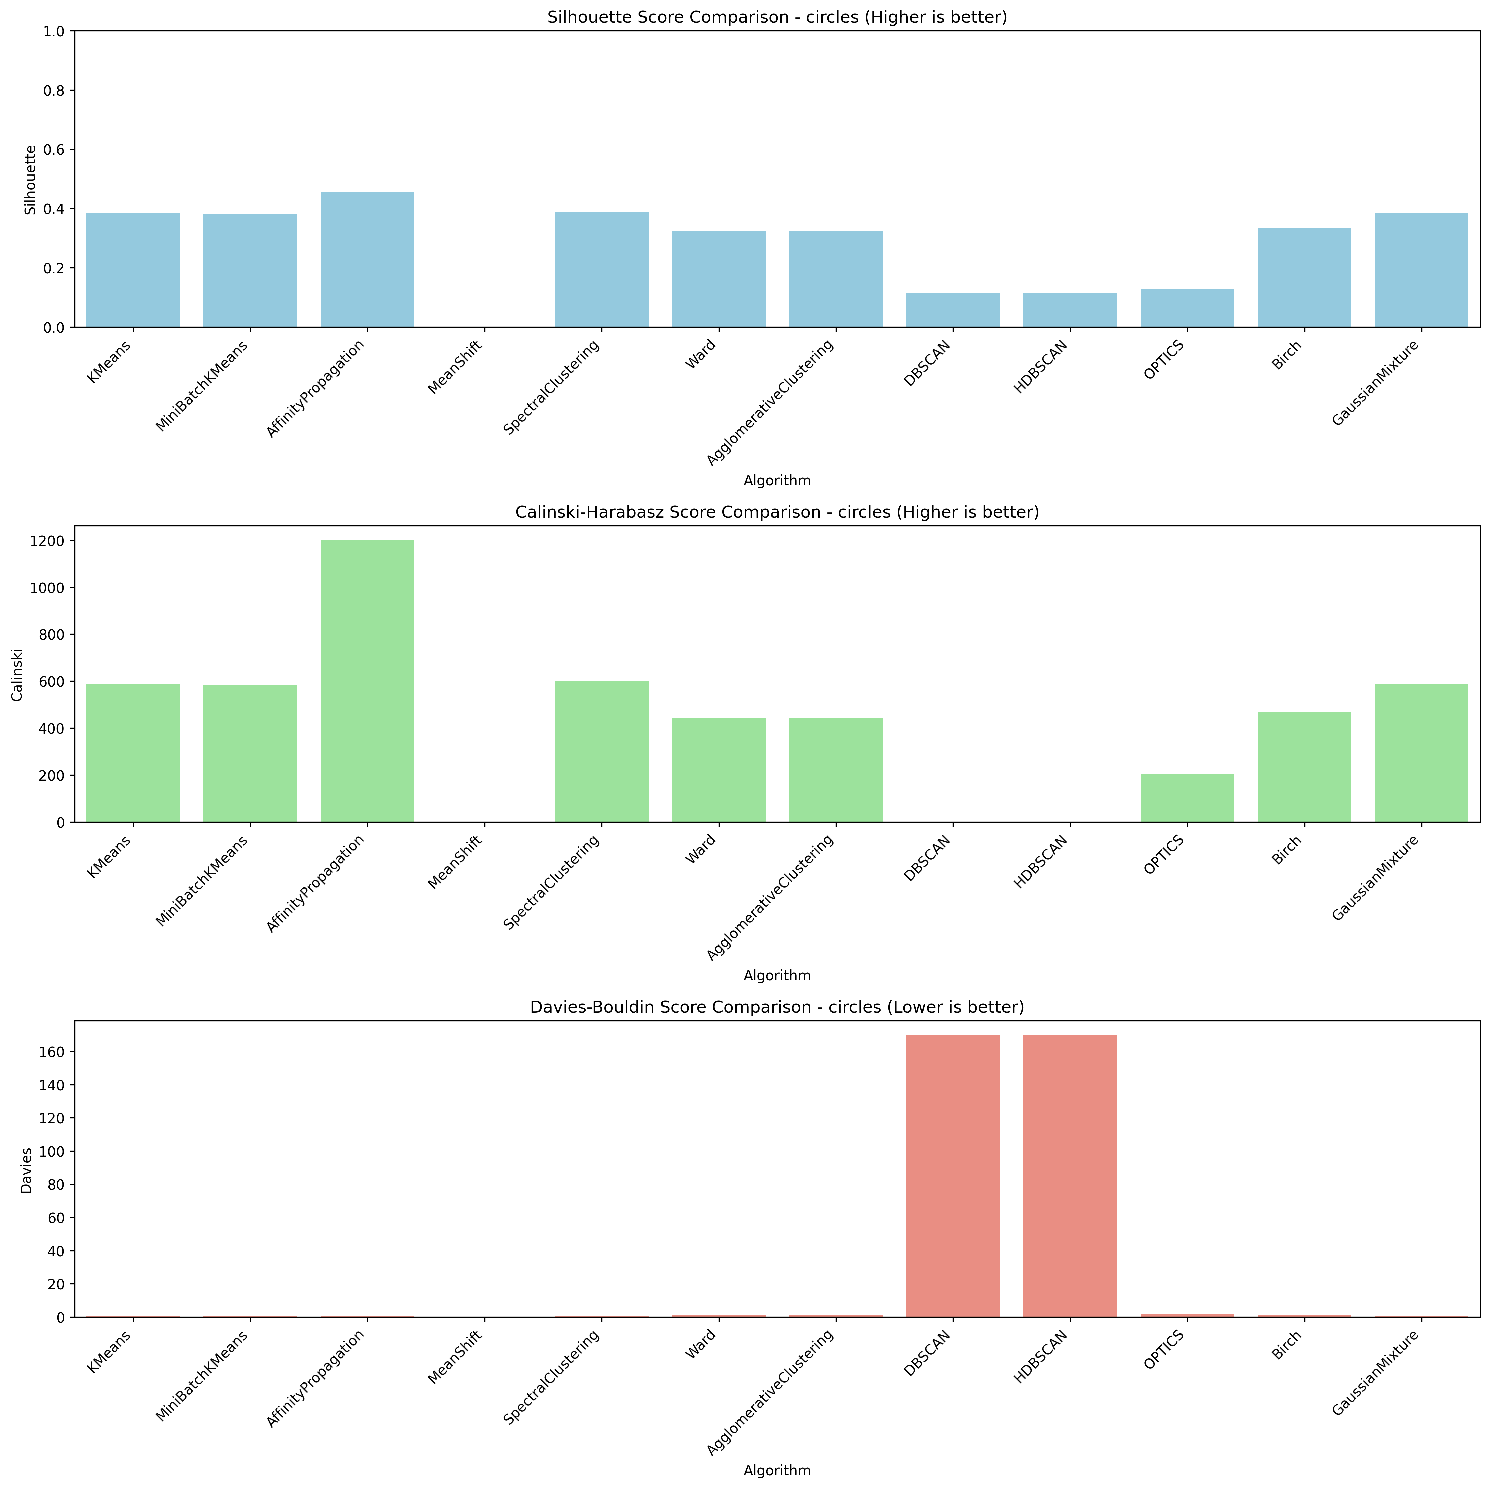 Silhouette Score Comparison - circles (Higher is better)
1.0
0.8
0.6
0.4
0.2
0.0
Silhouette
KMeans
MiniBatchKMeans
AffinityPropagation
MeanShift
SpectralClustering
Ward
AgglomerativeClustering
DBSCAN
HDBSCAN
OPTICS
Birch
GaussianMixture
Algorithm
Calinski-Harabasz Score Comparison - circles (Higher is better)
1200
1000
800
600
400
200
0
Calinski
KMeans
MiniBatchKMeans
AffinityPropagation
MeanShift
SpectralClustering
Ward
AgglomerativeClustering
DBSCAN
HDBSCAN
OPTICS
Birch
GaussianMixture
Algorithm
Davies-Bouldin Score Comparison - circles (Lower is better)
160
140
120
100
80
60
40
20
0
Davies
KMeans
MiniBatchKMeans
AffinityPropagation
MeanShift
SpectralClustering
Ward
AgglomerativeClustering
DBSCAN
HDBSCAN
OPTICS
Birch
GaussianMixture
Algorithm